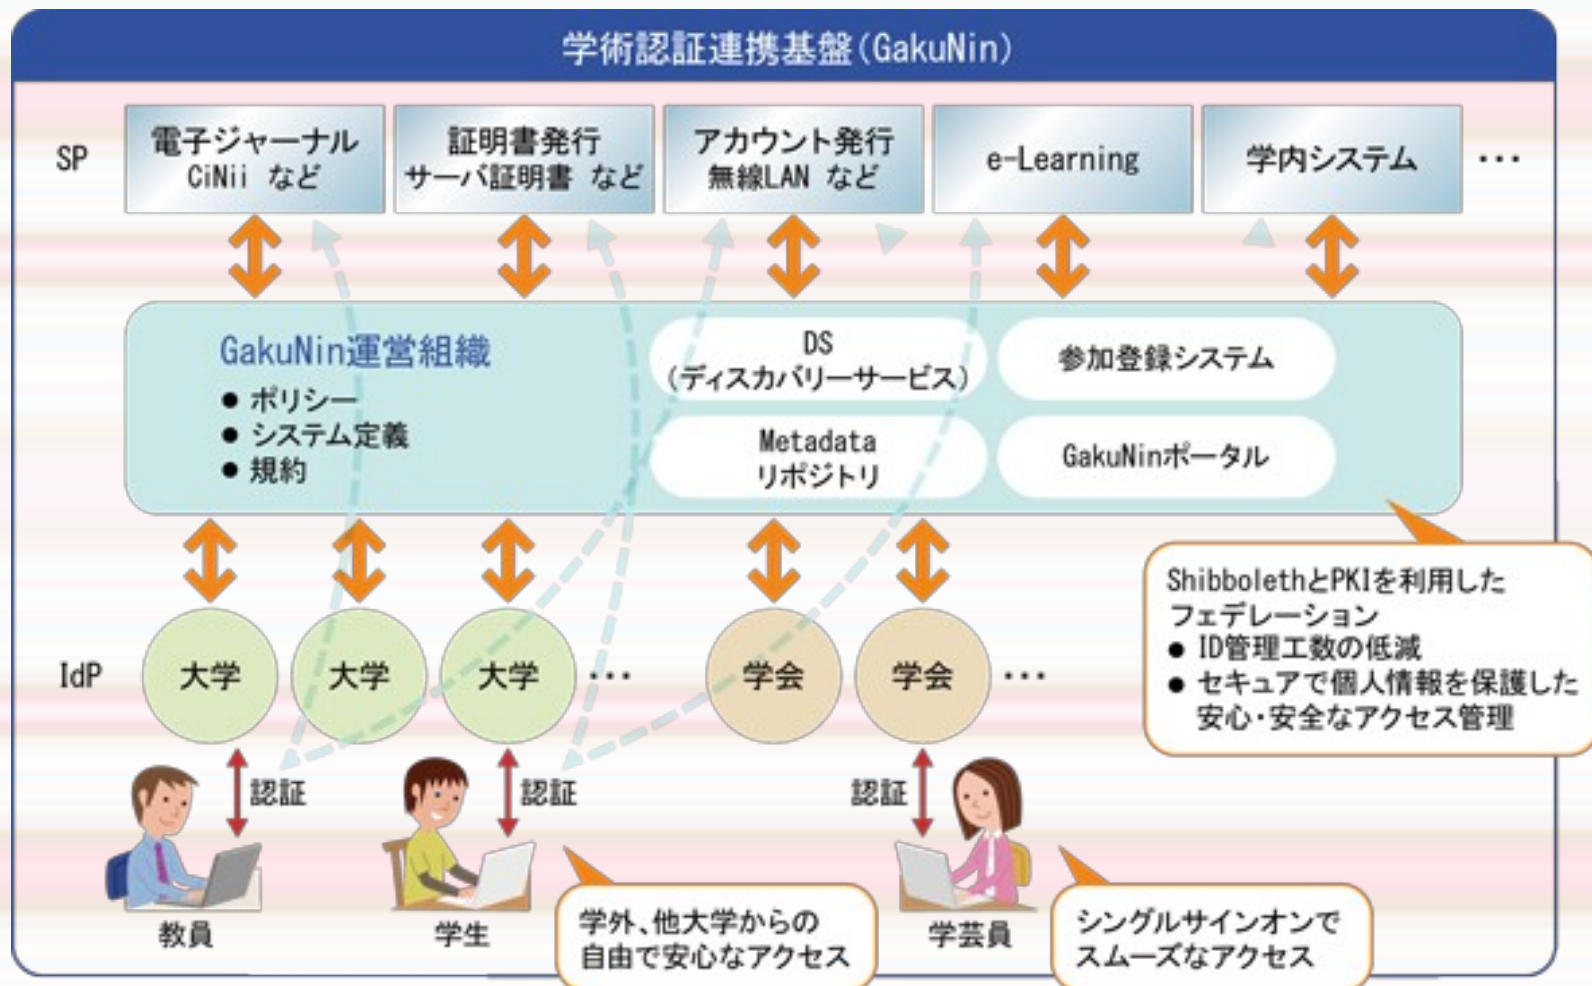 学術認証連携基盤(GakuNin)
SP
電子ジャーナル
CiNii など
証明書発行
サーバ証明書 など
アカウント発行
無線LAN など
e-Learning
学内システム
・・・
GakuNin運営組織
● ポリシー
● システム定義
● 規約
DS
(ディスカバリーサービス)
参加登録システム
Metadata
リポジトリ
GakuNinポータル
ShibbolethとPKIを利用した
フェデレーション
● ID管理工数の低減
● セキュアで個人情報を保護した
安心・安全なアクセス管理
IdP
大学
大学
大学
・・・
学会
学会
・・・
認証
認証
認証
教員
学生
学芸員
学外、他大学からの
自由で安心なアクセス
シングルサインオンで
スムーズなアクセス